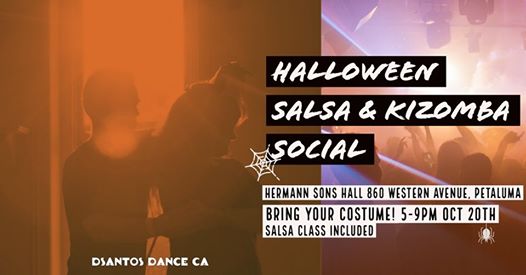 HALLOWEEN
SALSA & KIZOMBA
SOCIAL
HERMANN SONS HALL 860 WESTERN AVENUE, PETALUMA
BRING YOUR COSTUME! 5-9PM OCT 20TH
SALSA CLASS INCLUDED
DSANTOS DANCE CA